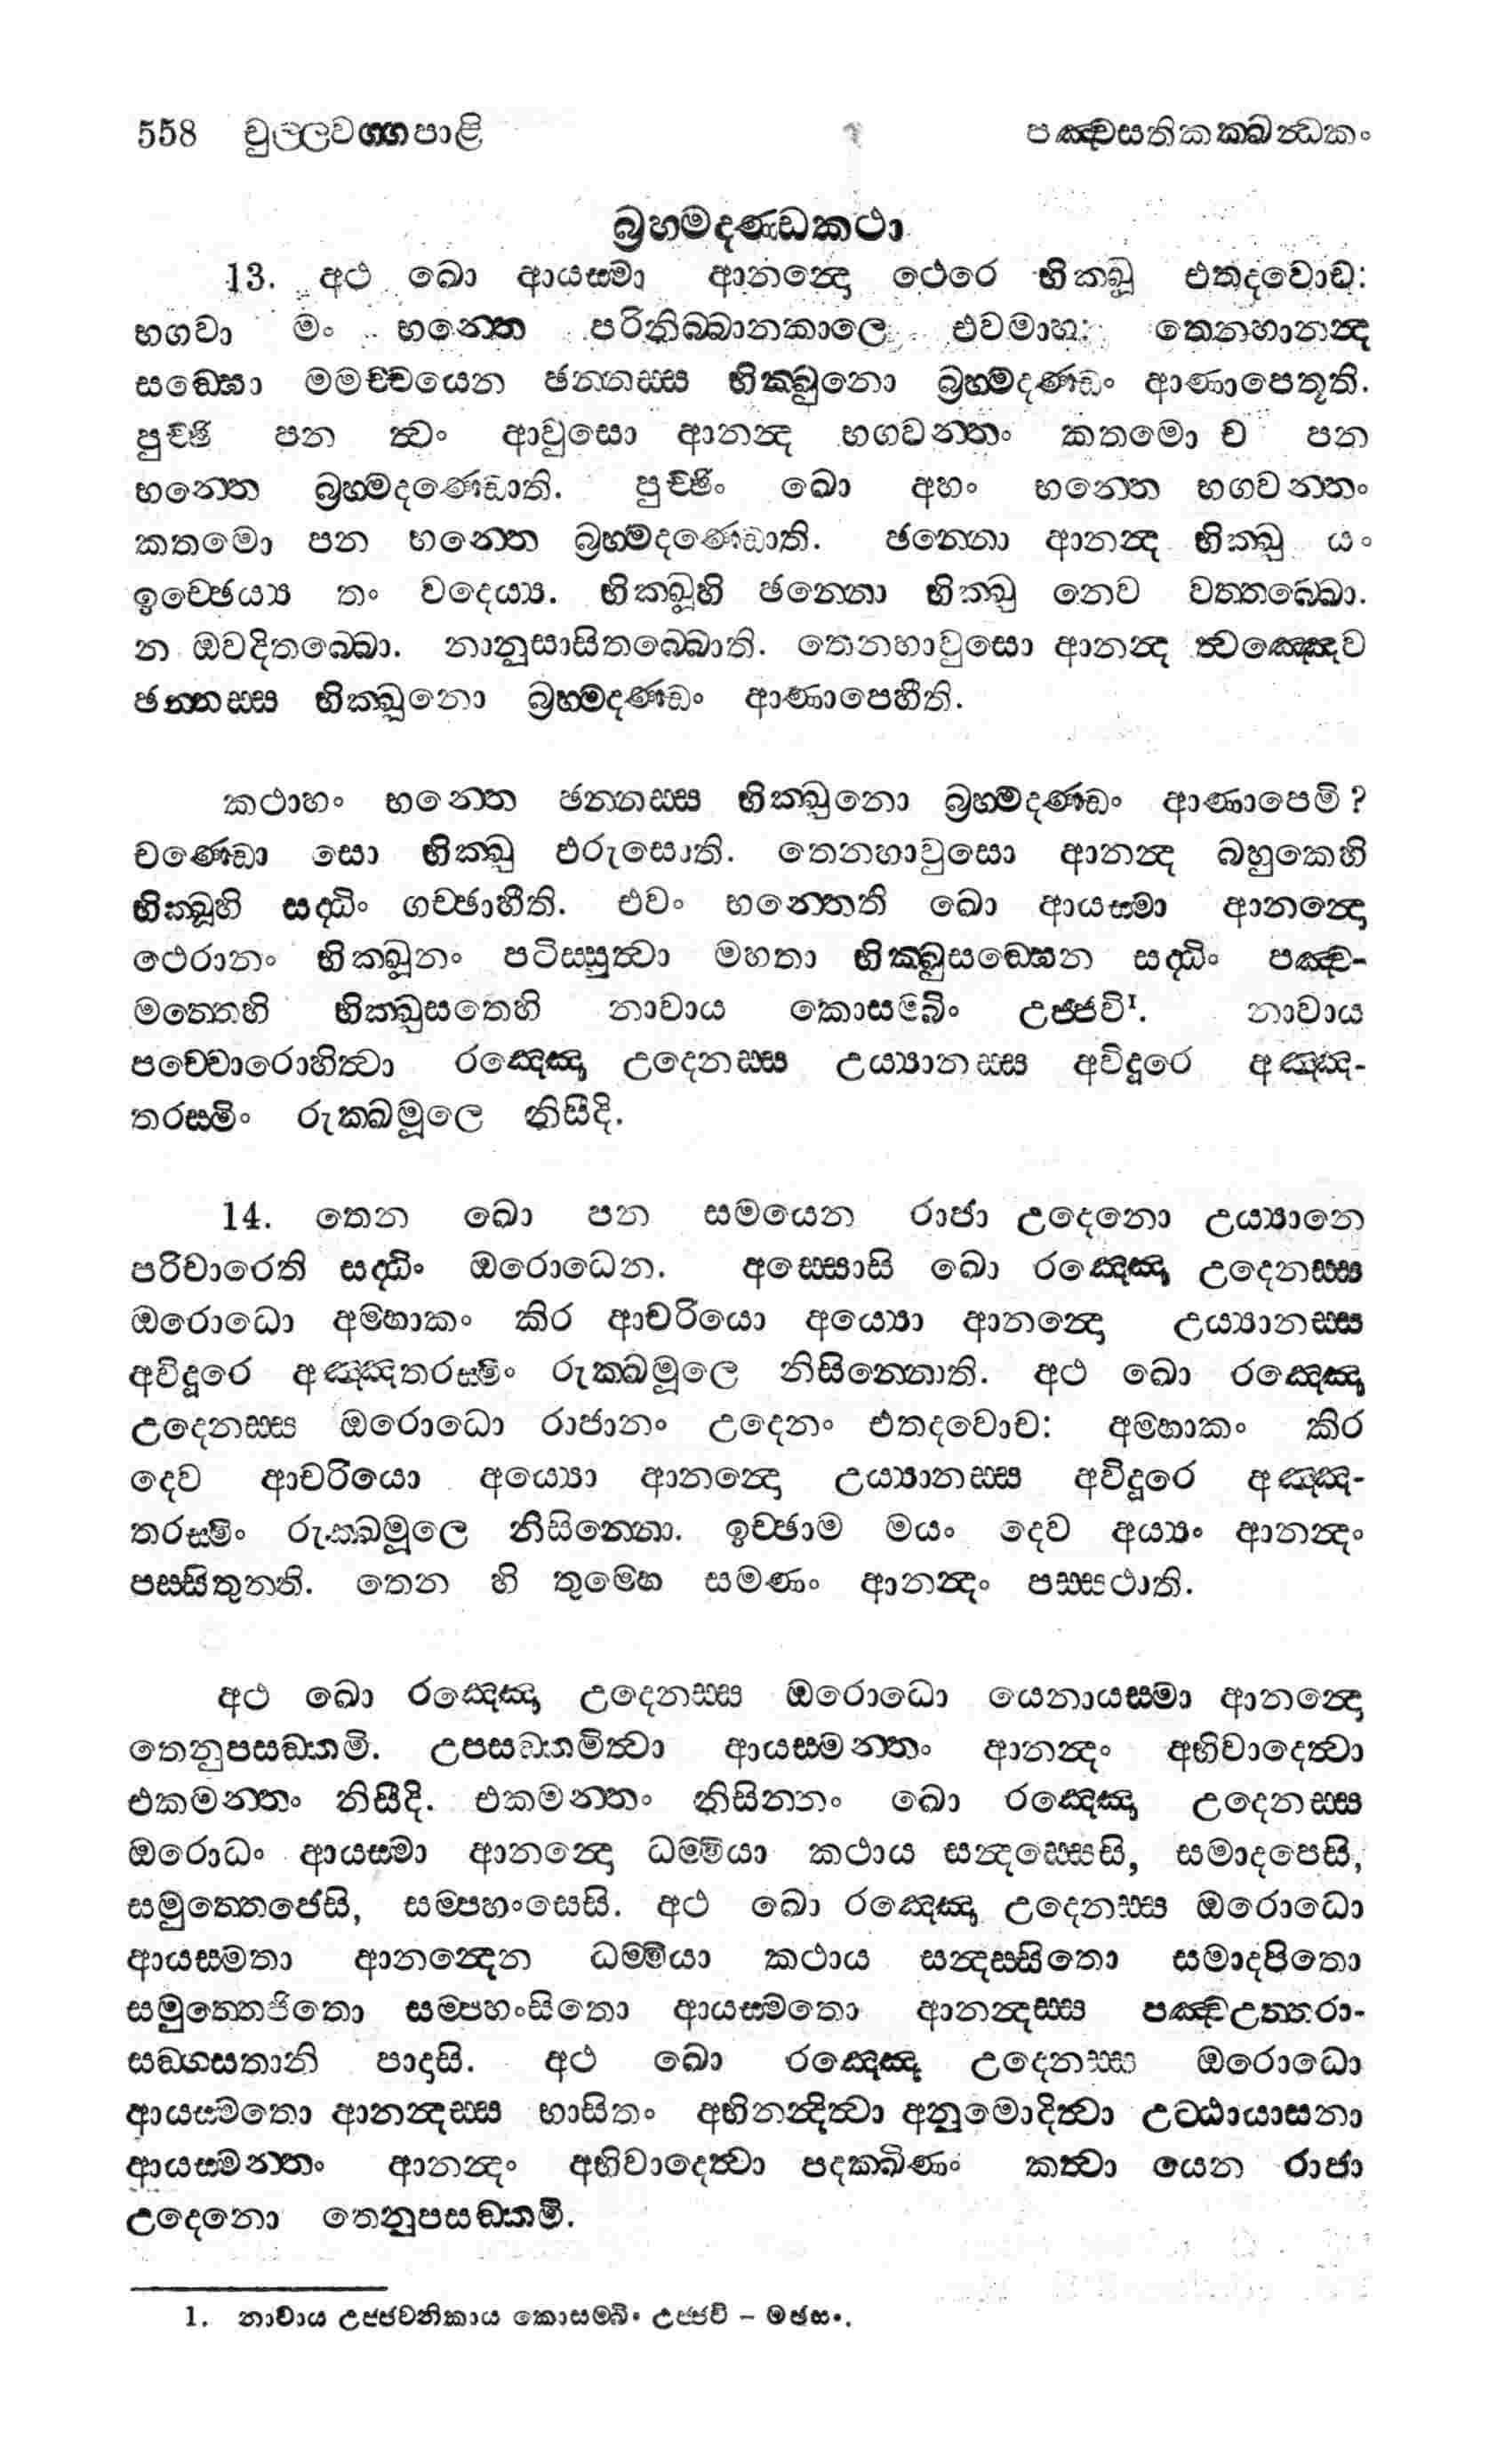 558 චුල්ලවග්ගපාළි පඤ්චසතිකක්ඛන්ධකං
බ්‍රහ්මදණ්ඩකථා
13. අථ ඛො ආයස්මා ආනන්දො ථෙරෙ භික්ඛූ එතදවොච:
භගවා මං භන්තෙ පරිනිබ්බානකාලෙ එවමාහ: තෙනහානන්ද
සඞ්ඝො මමච්චයෙන ඡන්නස්ස භික්ඛුනො බ්‍රහ්මදණ්ඩං ආණාපෙතූති.
පුච්ඡි පන ත්වං ආවුසො ආනන්ද භගවන්තං කතමො ච පන
භන්තෙ බ්‍රහ්මදණ්ඩොති. පුච්ඡිං ඛො අහං භන්තෙ භගවන්තං
කතමො පන භන්තෙ බ්‍රහ්මදණ්ඩොති. ඡන්නො ආනන්ද භික්ඛු යං
ඉච්ඡෙය්‍ය තං වදෙය්‍ය. භික්ඛූහි ඡන්නො භික්ඛු නෙව වත්තබ්බො.
න ඔවදිතබ්බො. නානුසාසිතබ්බොති. තෙනහාවුසො ආනන්ද ත්වඤ්ඤෙව
ඡන්නස්ස භික්ඛුනො බ්‍රහ්මදණ්ඩං ආණාපෙහීති.
කථාහං භන්තෙ ඡන්නස්ස භික්ඛුනො බ්‍රහ්මදණ්ඩං ආණාපෙමි?
චණ්ඩො සො භික්ඛු ඵරුසොති. තෙනහාවුසො ආනන්ද බහුකෙහි
භික්ඛූහි සද්ධිං ගච්ඡාහීති. එවං භන්තෙති ඛො ආයස්මා ආනන්දො
ථෙරානං භික්ඛූනං පටිස්සුත්වා මහතා භික්ඛුසඞ්ඝෙන සද්ධිං පඤ්ච-
මත්තෙහි භික්ඛුසතෙහි නාවාය කොසම්බිං උජ්ජවි¹. නාවාය
පච්චොරොහිත්වා රඤ්ඤො උදෙනස්ස උය්‍යානස්ස අවිදූරෙ අඤ්ඤ-
තරස්මිං රුක්ඛමූලෙ නිසීදි.
14. තෙන ඛො පන සමයෙන රාජා උදෙනො උය්‍යානෙ
පරිචාරෙති සද්ධිං ඔරොධෙන. අස්සොසි ඛො රඤ්ඤො උදෙනස්ස
ඔරොධො අම්හාකං කිර ආචරියො අය්‍යො ආනන්දො උය්‍යානස්ස
අවිදූරෙ අඤ්ඤතරස්මිං රුක්ඛමූලෙ නිසින්නොති. අථ ඛො රඤ්ඤො
උදෙනස්ස ඔරොධො රාජානං උදෙනං එතදවොච: අම්හාකං කිර
දෙව ආචරියො අය්‍යො ආනන්දො උය්‍යානස්ස අවිදූරෙ අඤ්ඤ-
තරස්මිං රුක්ඛමූලෙ නිසින්නො. ඉච්ඡාම මයං දෙව අය්‍යං ආනන්දං
පස්සිතුන්ති. තෙන හි තුම්හෙ සමණං ආනන්දං පස්සථාති.
අථ ඛො රඤ්ඤො උදෙනස්ස ඔරොධො යෙනායස්මා ආනන්දො
තෙනුපසඞ්කමි. උපසඞ්කමිත්වා ආයස්මන්තං ආනන්දං අභිවාදෙත්වා
එකමන්තං නිසීදි. එකමන්තං නිසින්නං ඛො රඤ්ඤො උදෙනස්ස
ඔරොධං ආයස්මා ආනන්දො ධම්මියා කථාය සන්දස්සෙසි, සමාදපෙසි,
සමුත්තෙජෙසි, සම්පහංසෙසි. අථ ඛො රඤ්ඤො උදෙනස්ස ඔරොධො
ආයස්මතා ආනන්දෙන ධම්මියා කථාය සන්දස්සිතො සමාදපිතො
සමුත්තෙජිතො සම්පහංසිතො ආයස්මතො ආනන්දස්ස පඤ්චඋත්තරා-
සඞ්ගසතානි පාදාසි. අථ ඛො රඤ්ඤො උදෙනස්ස ඔරොධො
ආයස්මතො ආනන්දස්ස භාසිතං අභිනන්දිත්වා අනුමොදිත්වා උට්ඨායාසනා
ආයස්මන්තං ආනන්දං අභිවාදෙත්වා පදක්ඛිණං කත්වා යෙන රාජා
උදෙනො තෙනුපසඞ්කමි.
1. නාවාය උජ්ජවනිකාය කොසම්බිං උජ්ජවි – මඡසං.